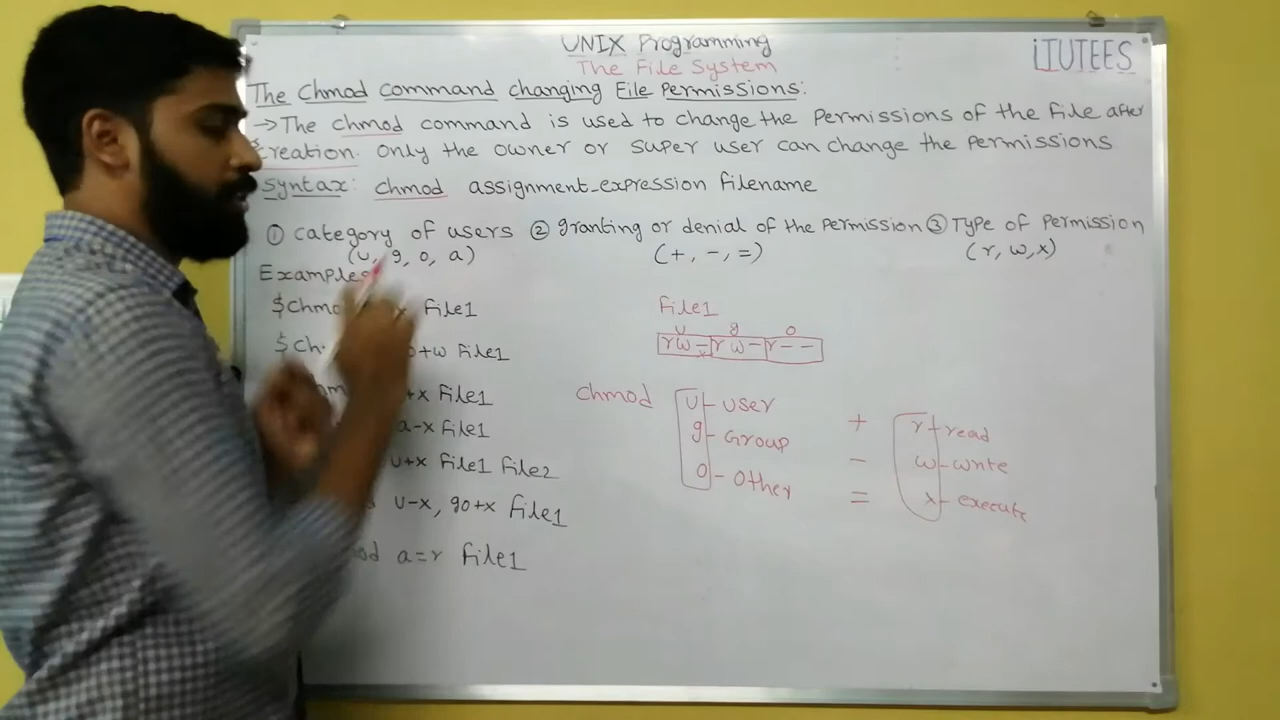 UNIX Programming
iTUTEES
The File System
The Chmod command changing File Permissions:
→The chmod command is used to change the Permissions of the File after
creation. only the owner or super user can change the Permissions
syntax: chmod assignment-expression filename
① category of users ② granting or denial of the Permission ③ Type of Permission
(u, g, o, a) (+, -, =) (r, w, x)
Examples
$Chmo x file1
$Ch o+w File1
+x File1
a-x File1
u+x File1 File2
u-x, go+x File1
od a=r File1
File1
u g o
rw- rw- r--
chmod
u - user
g - Group
o - other
+
-
=
r - read
w - write
x - execute